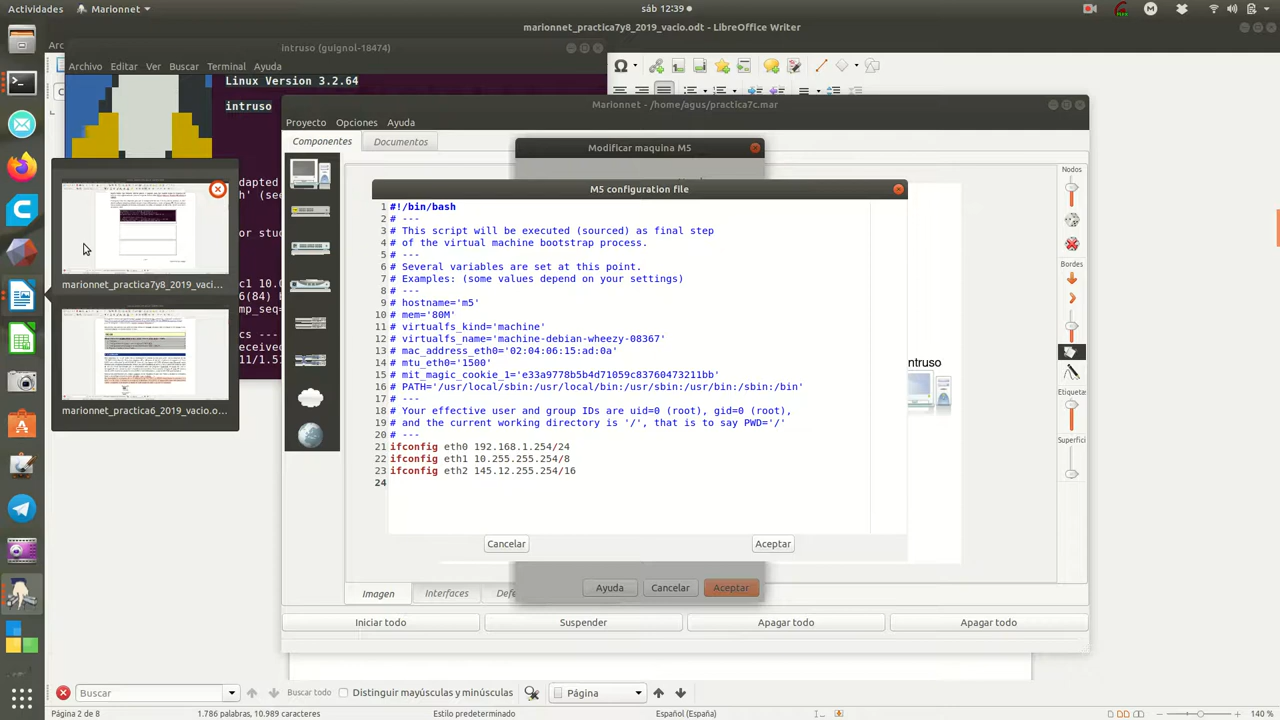 Actividades
Marionnet
sáb 12:39
marionnet_practica7y8_2019_vacio.odt - LibreOffice Writer
intruso (guignol-18474)
Archivo Editar Ver Buscar Terminal Ayuda
Linux Version 3.2.64
intruso
Marionnet - /home/agus/practica7c.mar
Proyecto Opciones Ayuda
Componentes Documentos
Modificar maquina M5
M5 configuration file
1 #!/bin/bash
2 # ---
3 # This script will be executed (sourced) as final step
4 # of the virtual machine bootstrap process.
5 # ---
6 # Several variables are set at this point.
7 # Examples: (some values depend on your settings)
8 # ---
9 # hostname='m5'
10 # mem='80M'
11 # virtualfs_kind='machine'
12 # virtualfs_name='machine-debian-wheezy-08367'
13 # mac_address_eth0='02:04:06:15:ad:0a'
14 # mtu_eth0='1500'
15 # mit_magic_cookie_1='e33a9778b3b4d71059c83760473211bb'
16 # PATH='/usr/local/sbin:/usr/local/bin:/usr/sbin:/usr/bin:/sbin:/bin'
17 # ---
18 # Your effective user and group IDs are uid=0 (root), gid=0 (root),
19 # and the current working directory is '/', that is to say PWD='/'
20 # ---
21 ifconfig eth0 192.168.1.254/24
22 ifconfig eth1 10.255.255.254/8
23 ifconfig eth2 145.12.255.254/16
24
Cancelar Aceptar
Ayuda Cancelar Aceptar
marionnet_practica7y8_2019_vaci...
marionnet_practica6_2019_vacio.o...
adapted
or stu
ntruso
Nodos
Bordes
Etiquetas
Superfici
Imagen Interfaces Defe
Iniciar todo Suspender Apagar todo Apagar todo
Buscar
Buscar todo
Distinguir mayúsculas y minúsculas
Página
Página 2 de 8
1.786 palabras, 10.989 caracteres
Estilo predeterminado
Español (España)
140 %